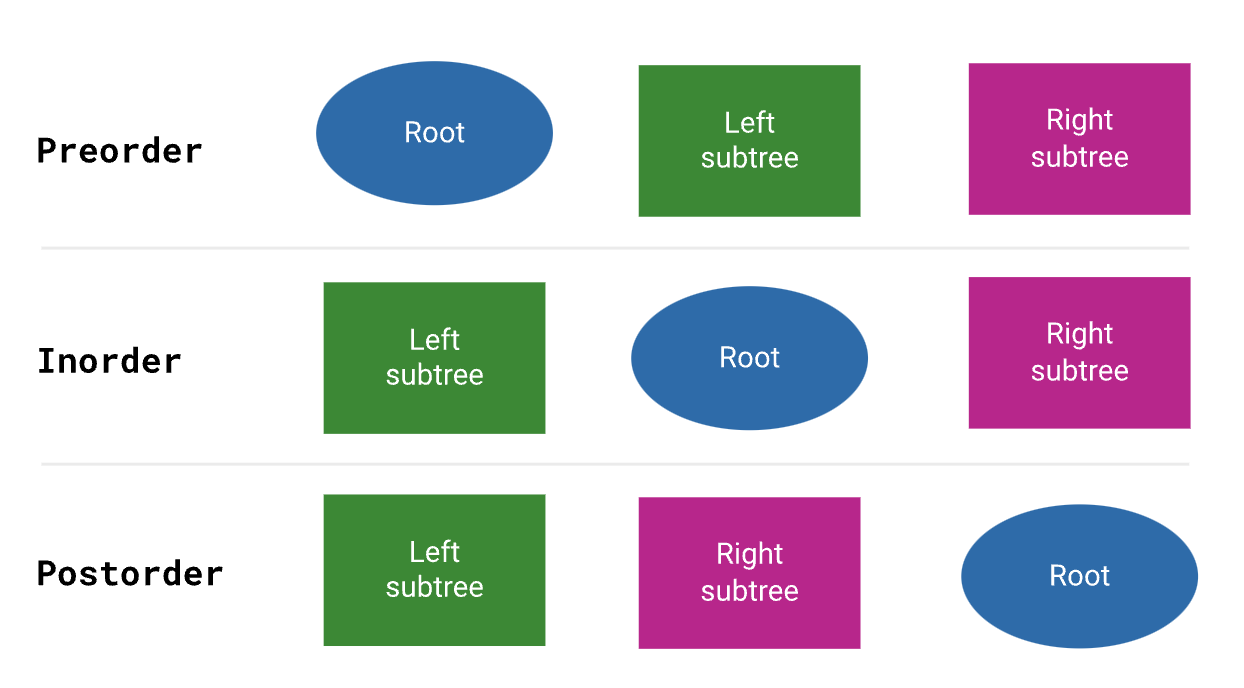 Preorder
Root
Left
subtree
Right
subtree
Inorder
Left
subtree
Root
Right
subtree
Postorder
Left
subtree
Right
subtree
Root